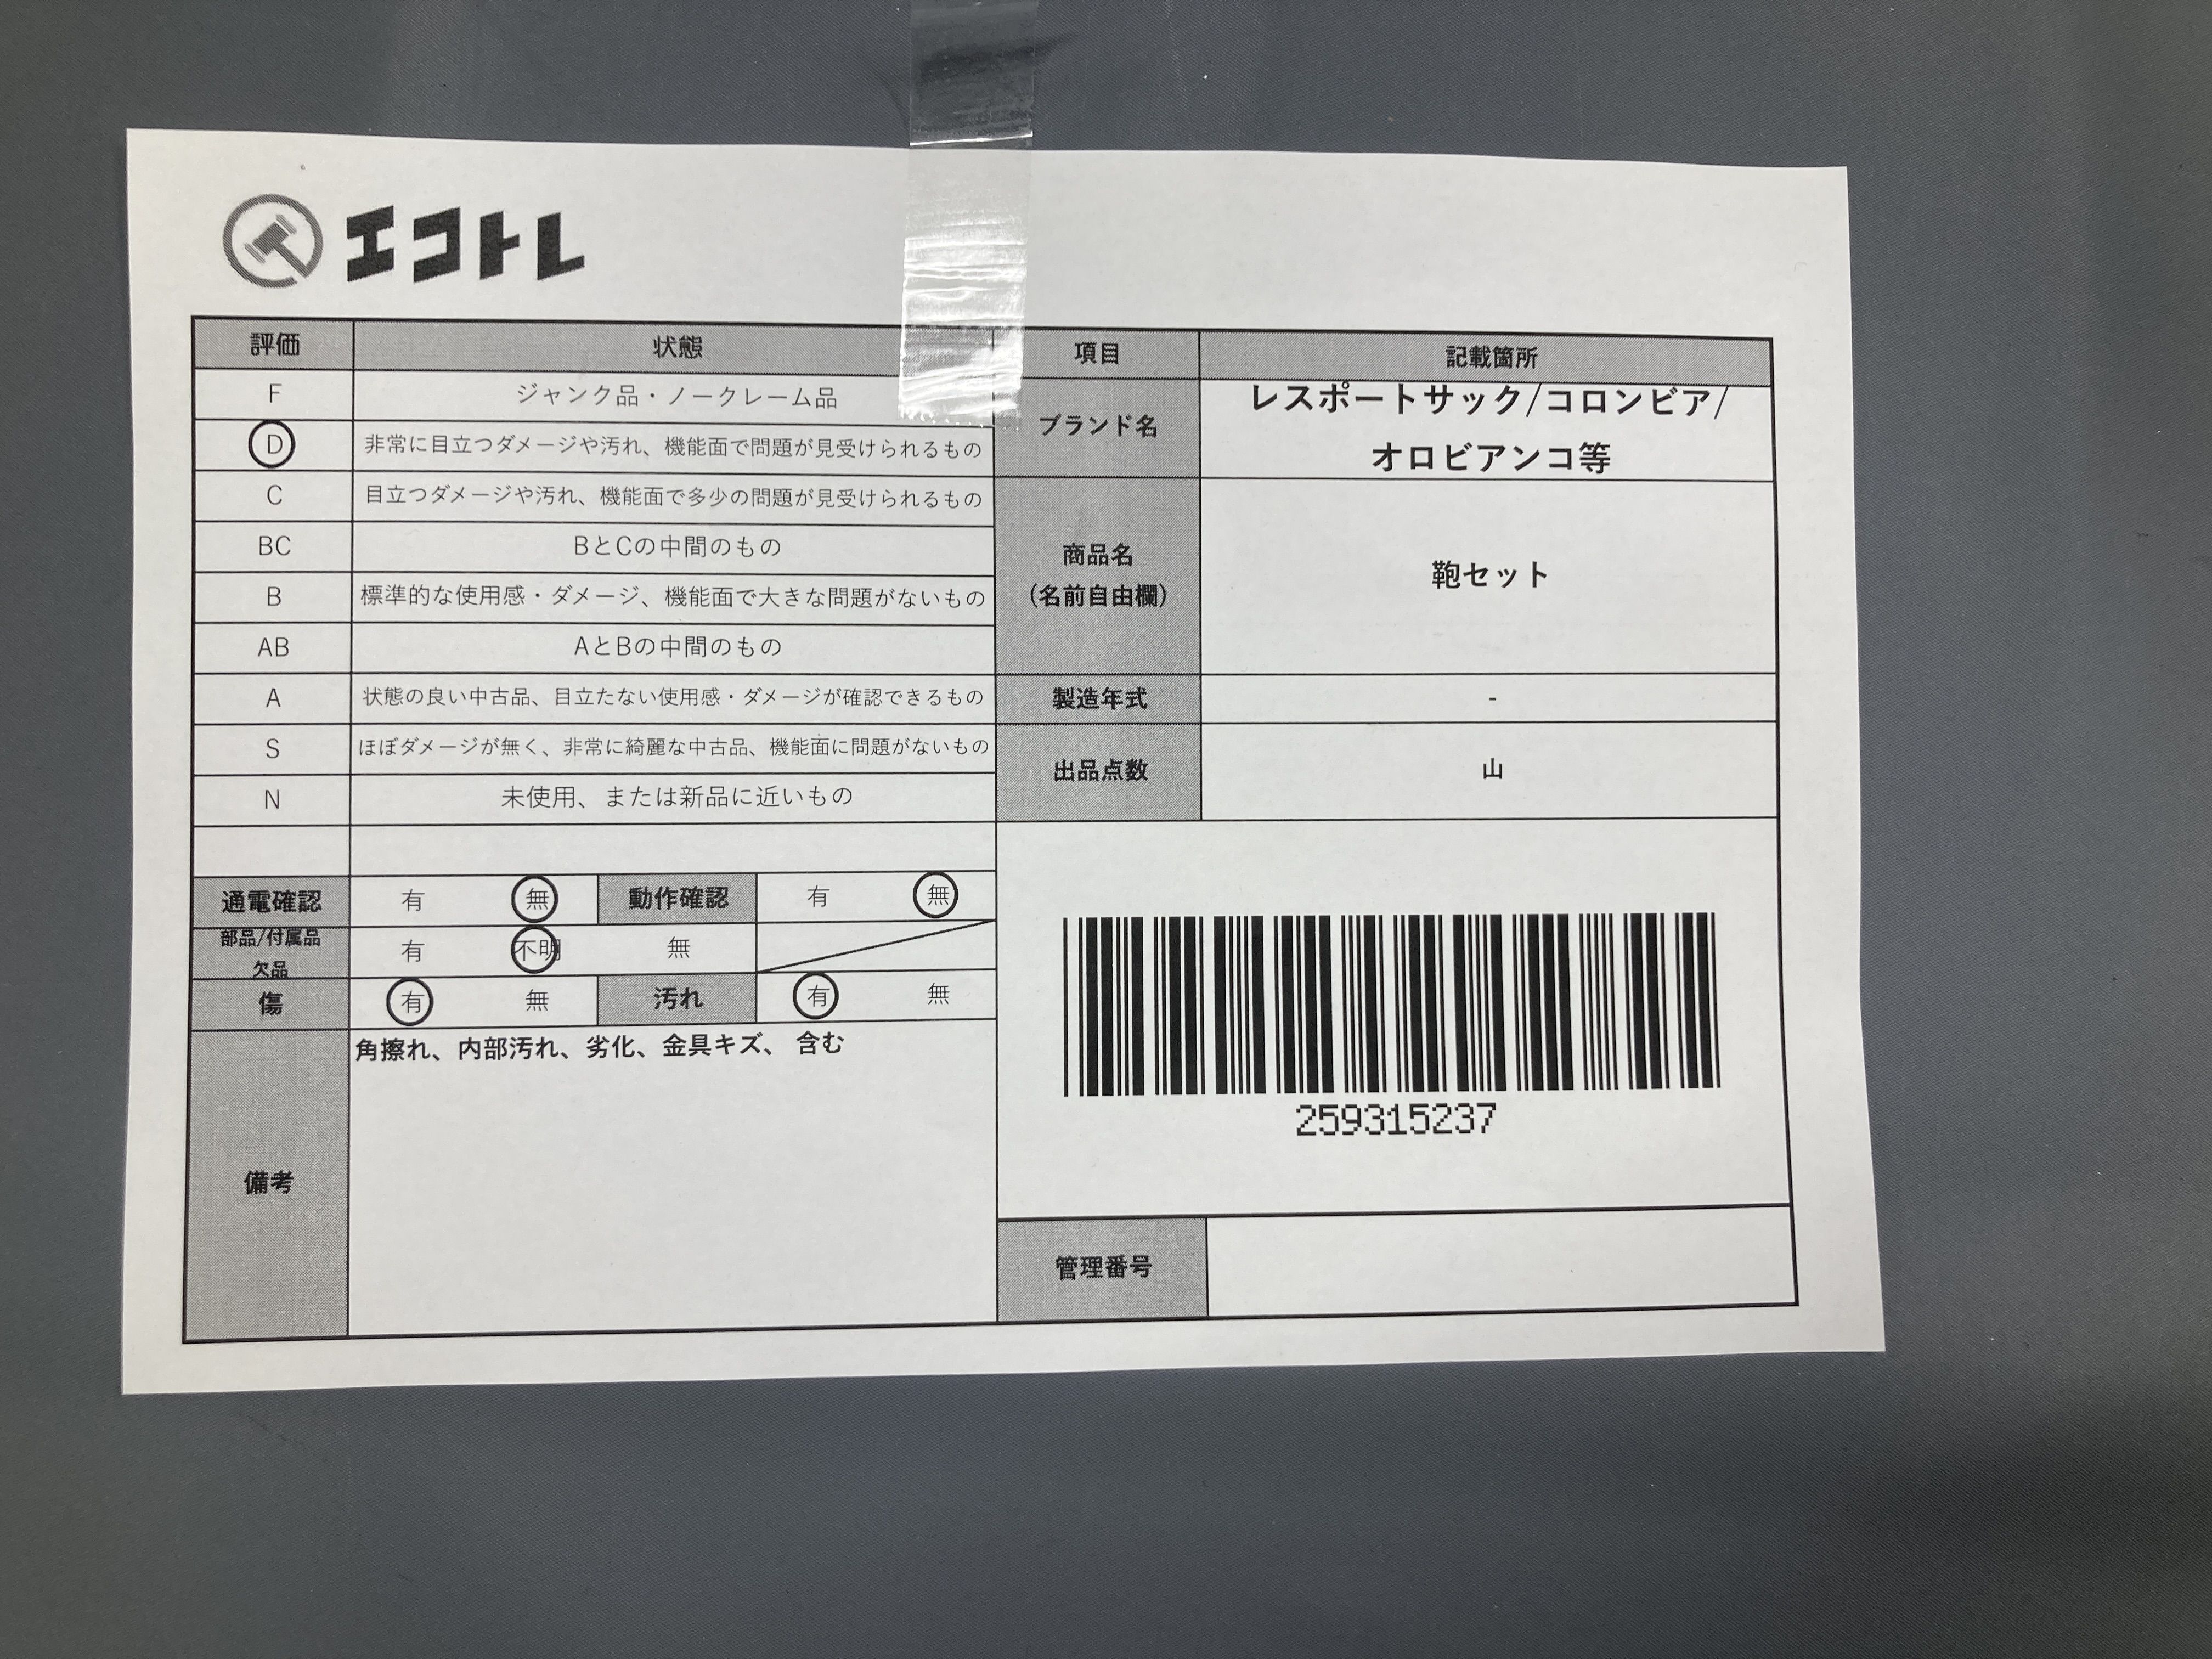 エコトレ
評価 状態 項目 記載箇所
F ジャンク品・ノークレーム品
D 非常に目立つダメージや汚れ、機能面で問題が見受けられるもの
C 目立つダメージや汚れ、機能面で多少の問題が見受けられるもの
BC BとCの中間のもの
B 標準的な使用感・ダメージ、機能面で大きな問題がないもの
AB AとBの中間のもの
A 状態の良い中古品、目立たない使用感・ダメージが確認できるもの
S ほぼダメージが無く、非常に綺麗な中古品、機能面に問題がないもの
N 未使用、または新品に近いもの
ブランド名
レスポートサック/コロンビア/
オロビアンコ等
商品名
(名前自由欄)
鞄セット
製造年式 -
出品点数 山
通電確認 有 無 動作確認 有 無
部品/付属品
欠品
有 不明 無
傷 有 無 汚れ 有 無
備考
角擦れ、内部汚れ、劣化、金具キズ、 含む
259315237
管理番号